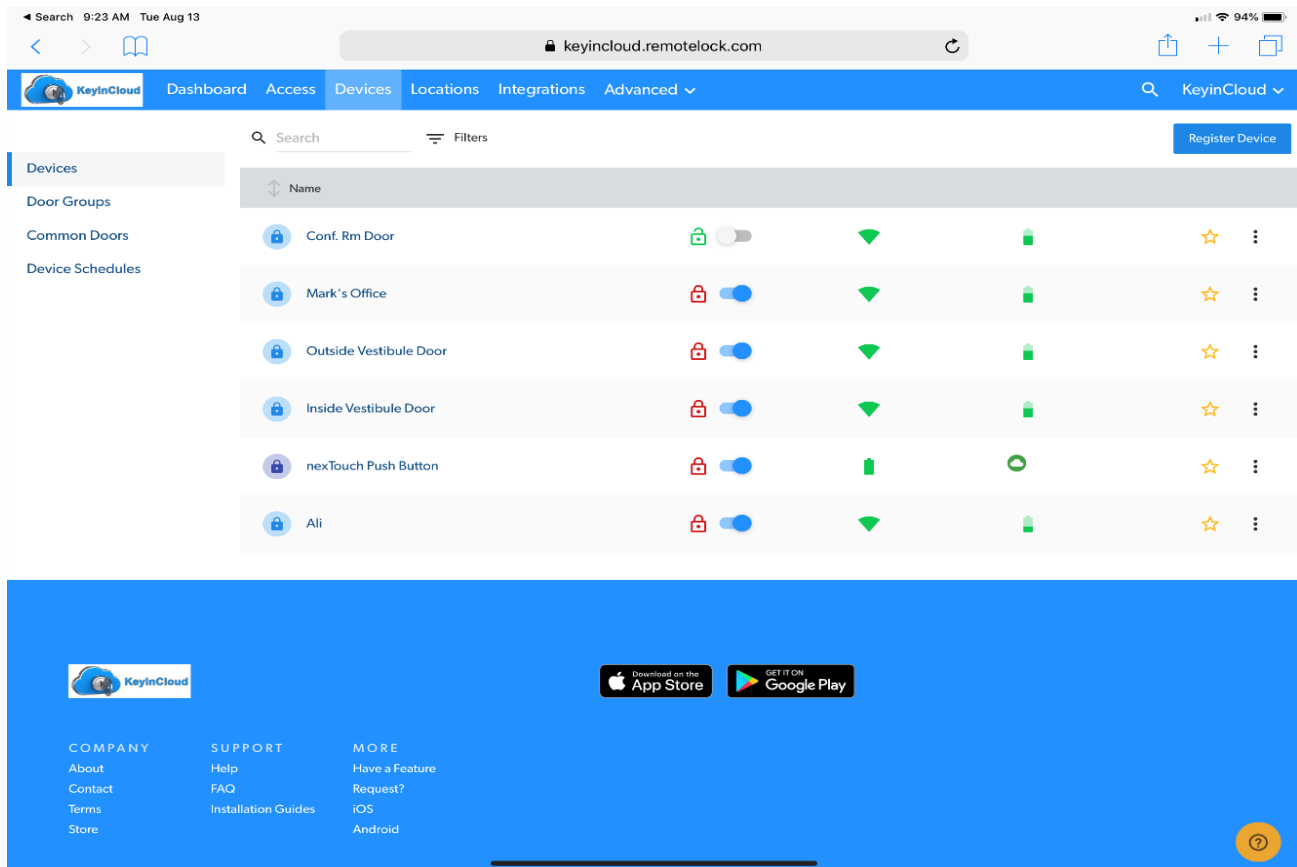 ◄ Search 9:23 AM Tue Aug 13 94%
keyincloud.remotelock.com
KeyInCloud Dashboard Access Devices Locations Integrations Advanced KeyinCloud
Search Filters Register Device
Devices
Door Groups
Common Doors
Device Schedules
Name
Conf. Rm Door
Mark's Office
Outside Vestibule Door
Inside Vestibule Door
nexTouch Push Button
Ali
KeyInCloud
Download on the
App Store
GET IT ON
Google Play
COMPANY
About
Contact
Terms
Store
SUPPORT
Help
FAQ
Installation Guides
MORE
Have a Feature
Request?
iOS
Android